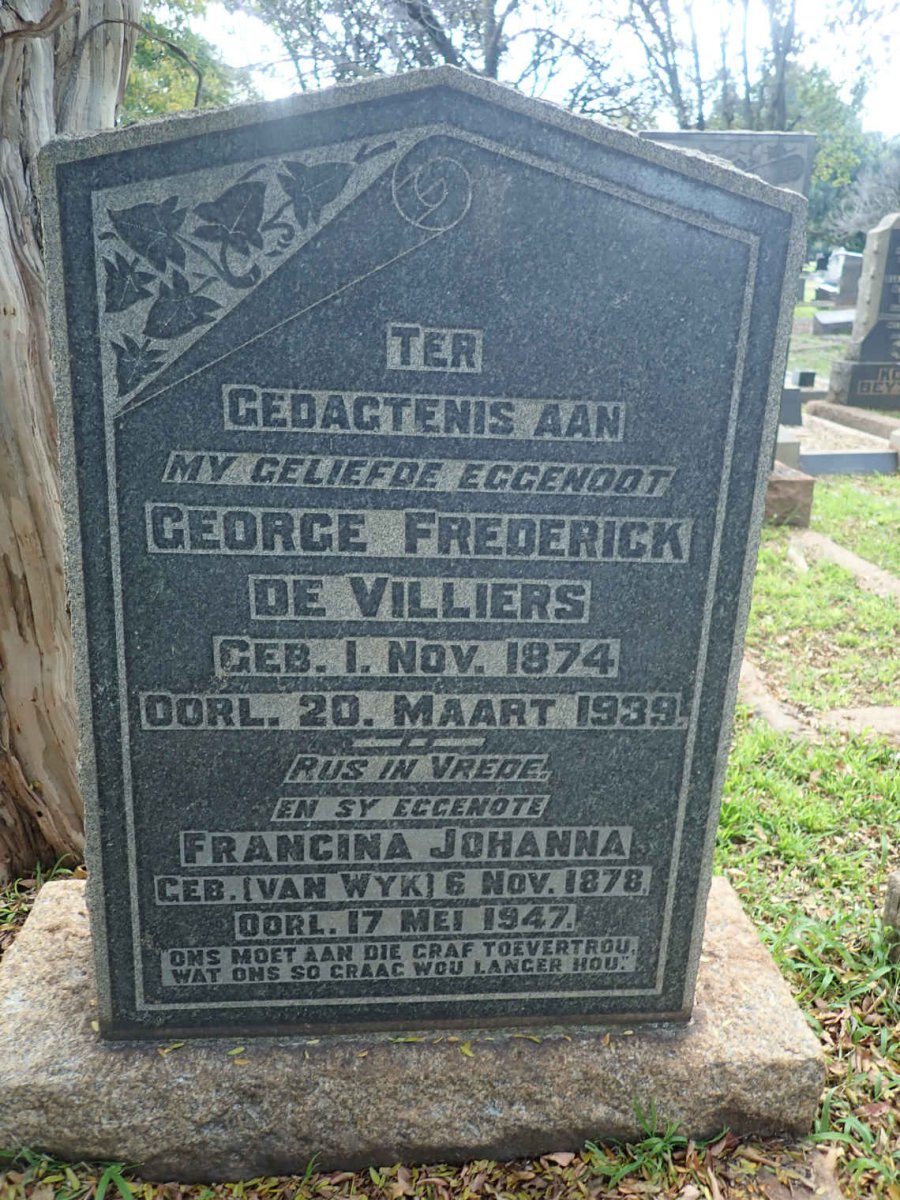 TER
GEDAGTENIS AAN
MY GELIEFDE EGGENOOT
GEORGE FREDERICK
DE VILLIERS
GEB. 1. NOV. 1874
OORL. 20. MAART 1939.
RUS IN VREDE.
EN SY EGGENOTE
FRANCINA JOHANNA
GEB. (VAN WYK) 6 NOV. 1878,
OORL. 17 MEI 1947.
"ONS MOET AAN DIE GRAF TOEVERTROU,
WAT ONS SO GRAAG WOU LANGER HOU."